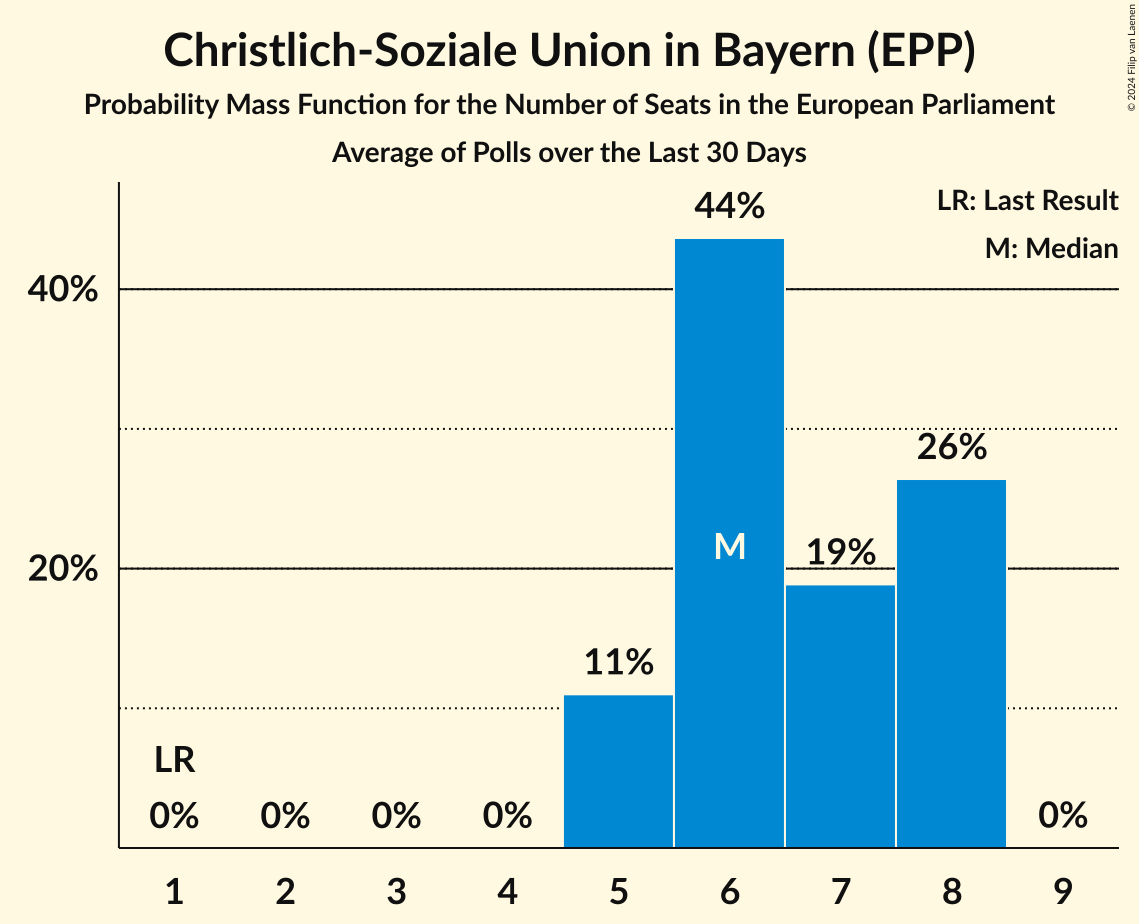 Christlich-Soziale Union in Bayern (EPP)
Probability Mass Function for the Number of Seats in the European Parliament
Average of Polls over the Last 30 Days
© 2024 Filip van Laenen
LR: Last Result
M: Median
44%
40%
26%
M
19%
20%
11%
LR
0% 0% 0% 0% 0%
1 2 3 4 5 6 7 8 9